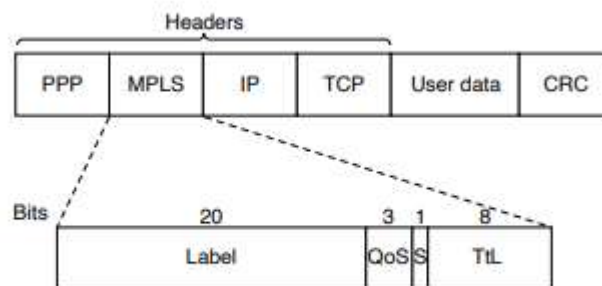 Headers
PPP MPLS IP TCP User data CRC
Bits 20 3 1 8
Label QoS S TtL